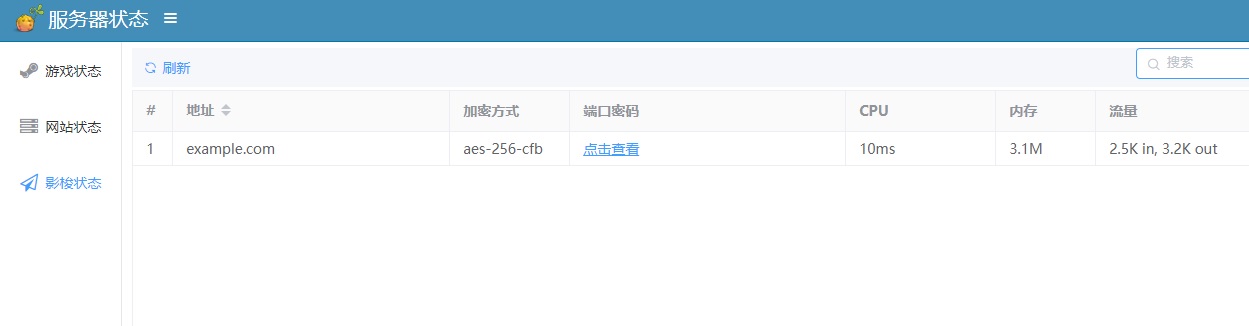 服务器状态
游戏状态
网站状态
影梭状态
刷新
搜索
# 地址 加密方式 端口密码 CPU 内存 流量
1 example.com aes-256-cfb 点击查看 10ms 3.1M 2.5K in, 3.2K out